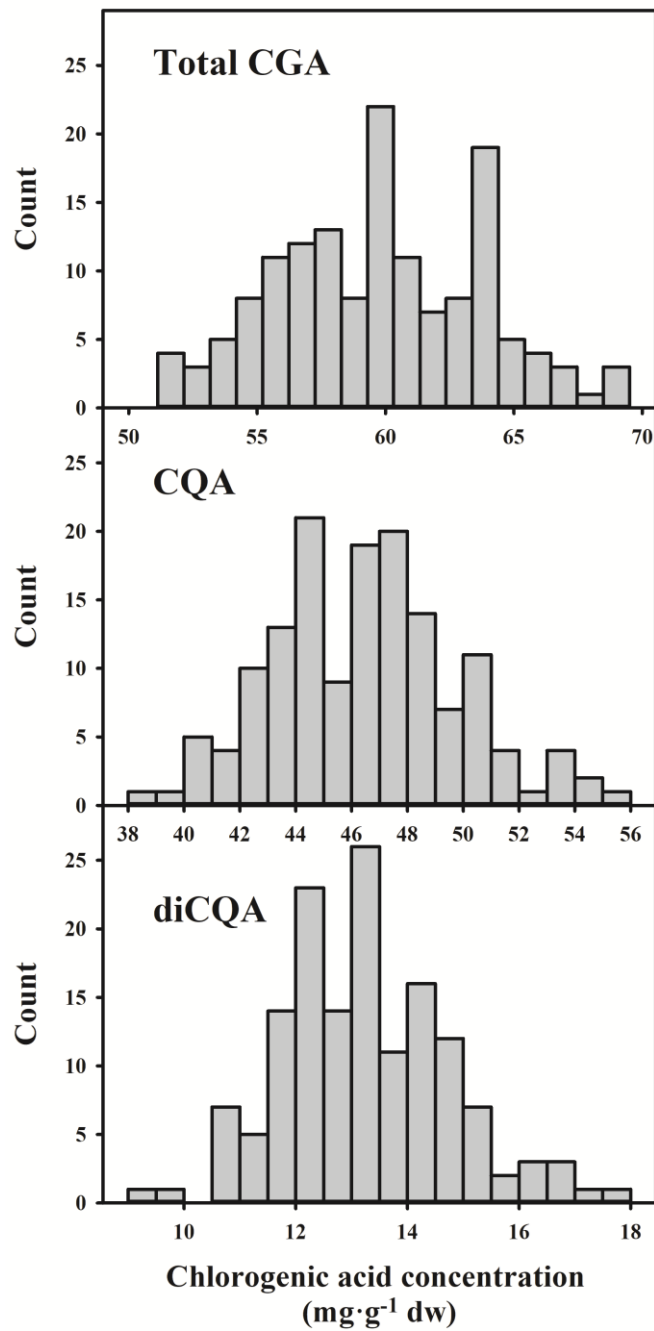 Total CGA
Count
25
20
15
10
5
0
50 55 60 65 70
CQA
Count
25
20
15
10
5
0
38 40 42 44 46 48 50 52 54 56
diCQA
Count
25
20
15
10
5
0
10 12 14 16 18
Chlorogenic acid concentration
(mg·g⁻¹ dw)